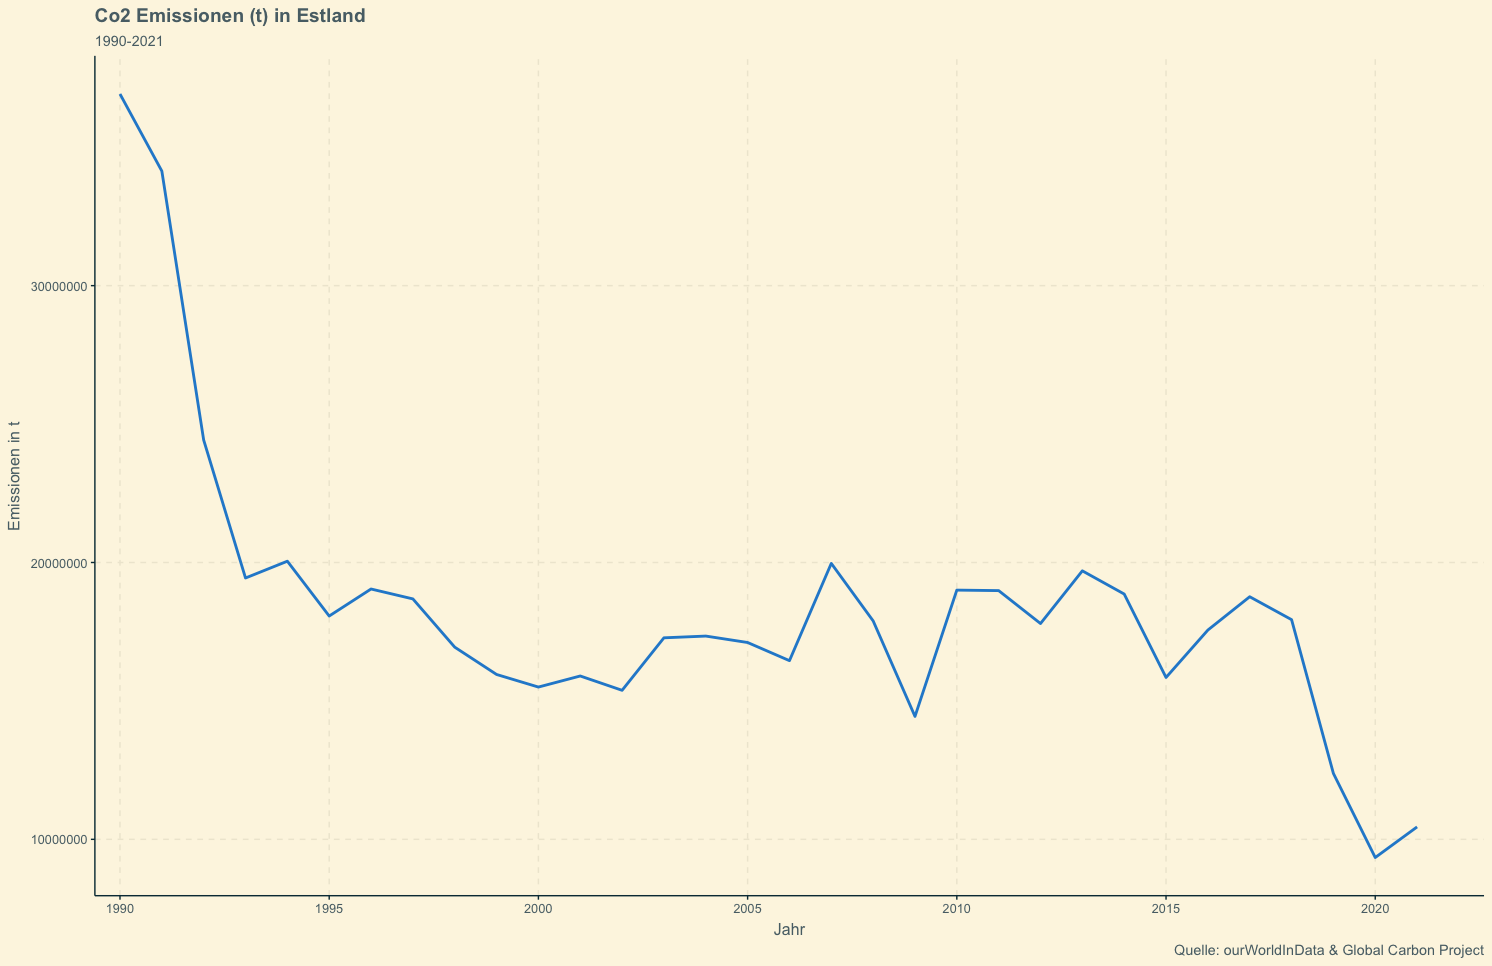 Co2 Emissionen (t) in Estland
1990-2021
Emissionen in t
30000000
20000000
10000000
1990 1995 2000 2005 2010 2015 2020
Jahr
Quelle: ourWorldInData & Global Carbon Project